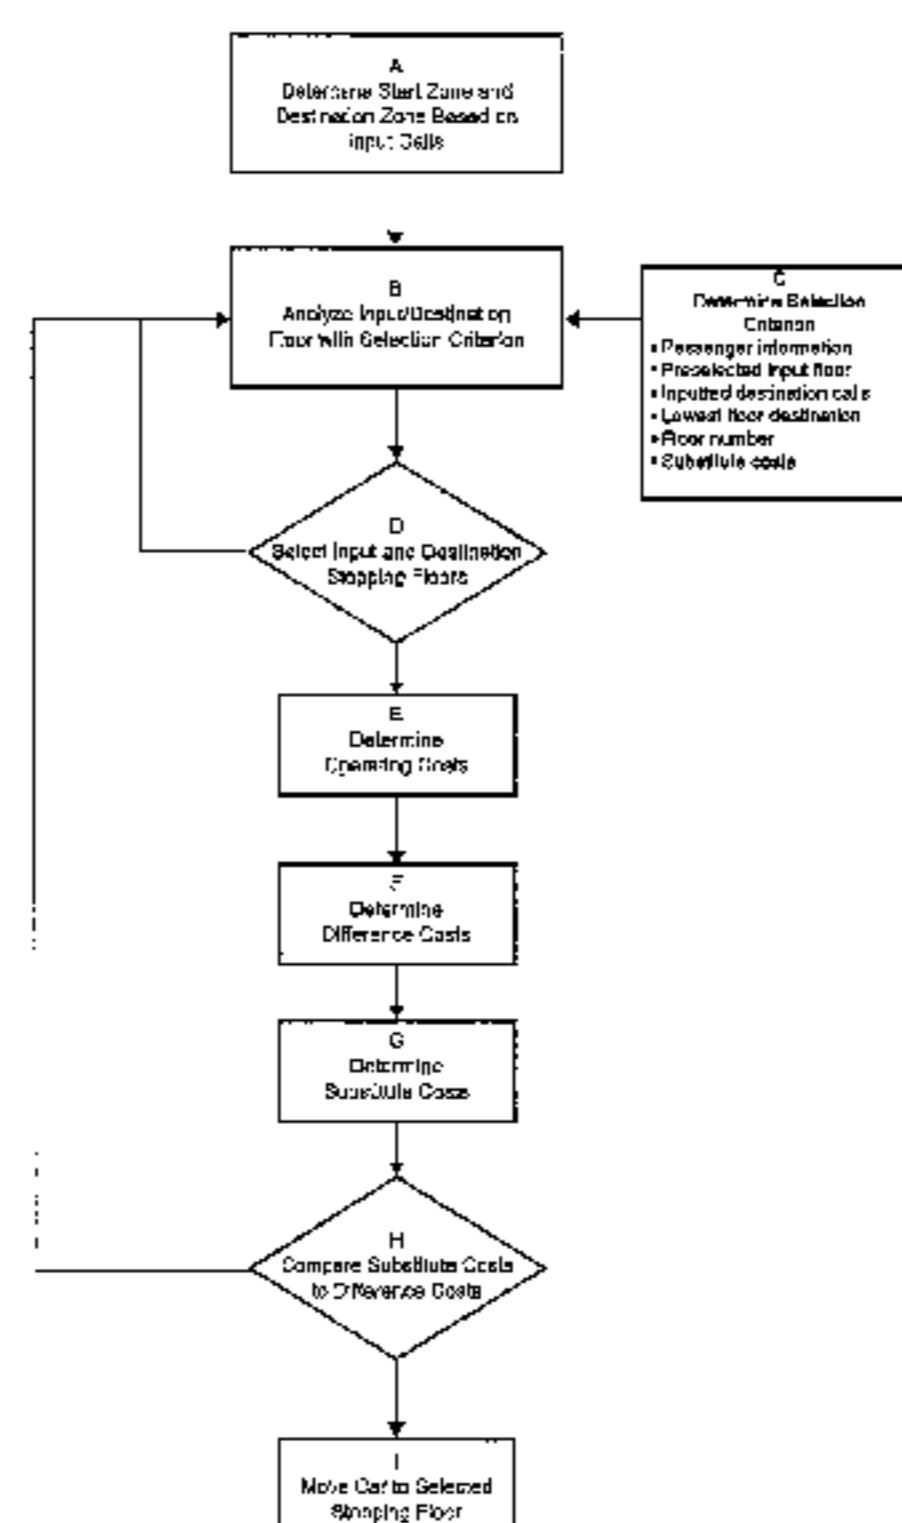 A
Determine Start Zone and
Destination Zone Based on
Input Calls
B
Analyze Input/Destination
Floor with Selection Criterion
C
Determine Selection
Criterion
• Passenger information
• Preselected input floor
• Inputted destination calls
• Lowest floor destination
• Floor number
• Substitute costs
D
Select Input and Destination
Stopping Floors
E
Determine
Operating Costs
F
Determine
Difference Costs
G
Determine
Substitute Costs
H
Compare Substitute Costs
to Difference Costs
I
Move Car to Selected
Stopping Floor